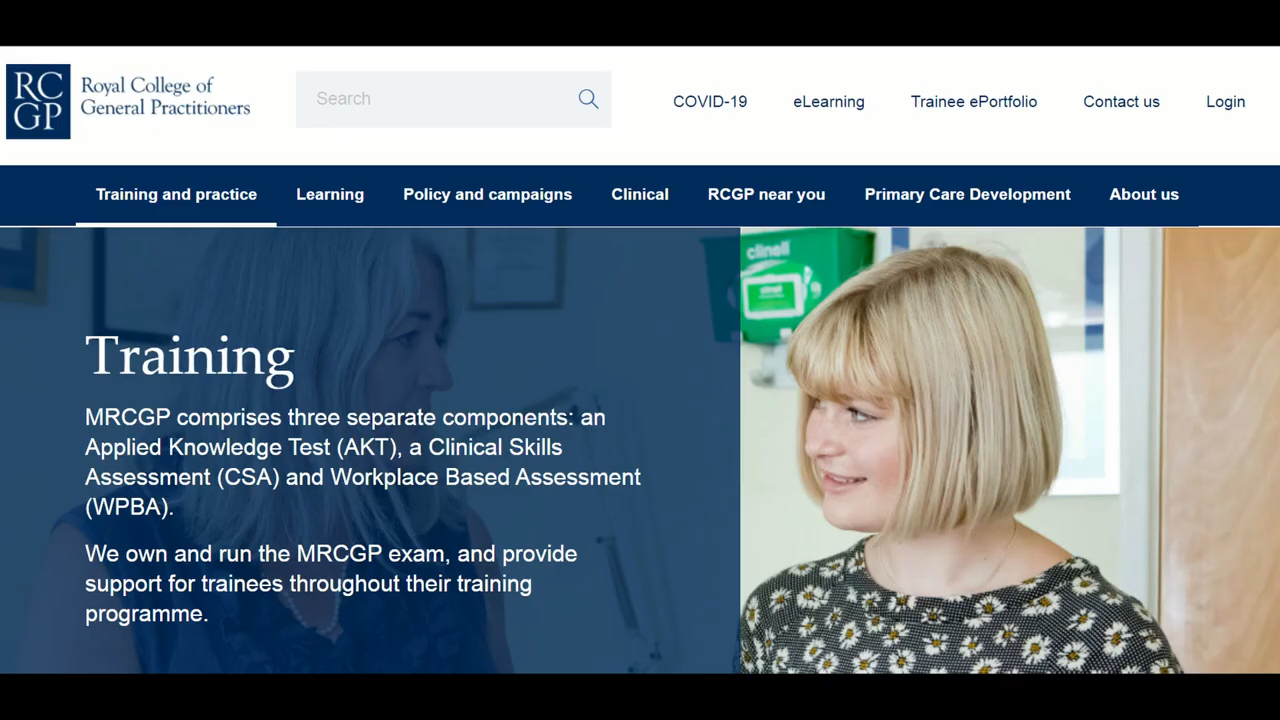 RC
GP
Royal College of
General Practitioners
Search
COVID-19
eLearning
Trainee ePortfolio
Contact us
Login
Training and practice
Learning
Policy and campaigns
Clinical
RCGP near you
Primary Care Development
About us
clinell
Training
MRCGP comprises three separate components: an
Applied Knowledge Test (AKT), a Clinical Skills
Assessment (CSA) and Workplace Based Assessment
(WPBA).
We own and run the MRCGP exam, and provide
support for trainees throughout their training
programme.